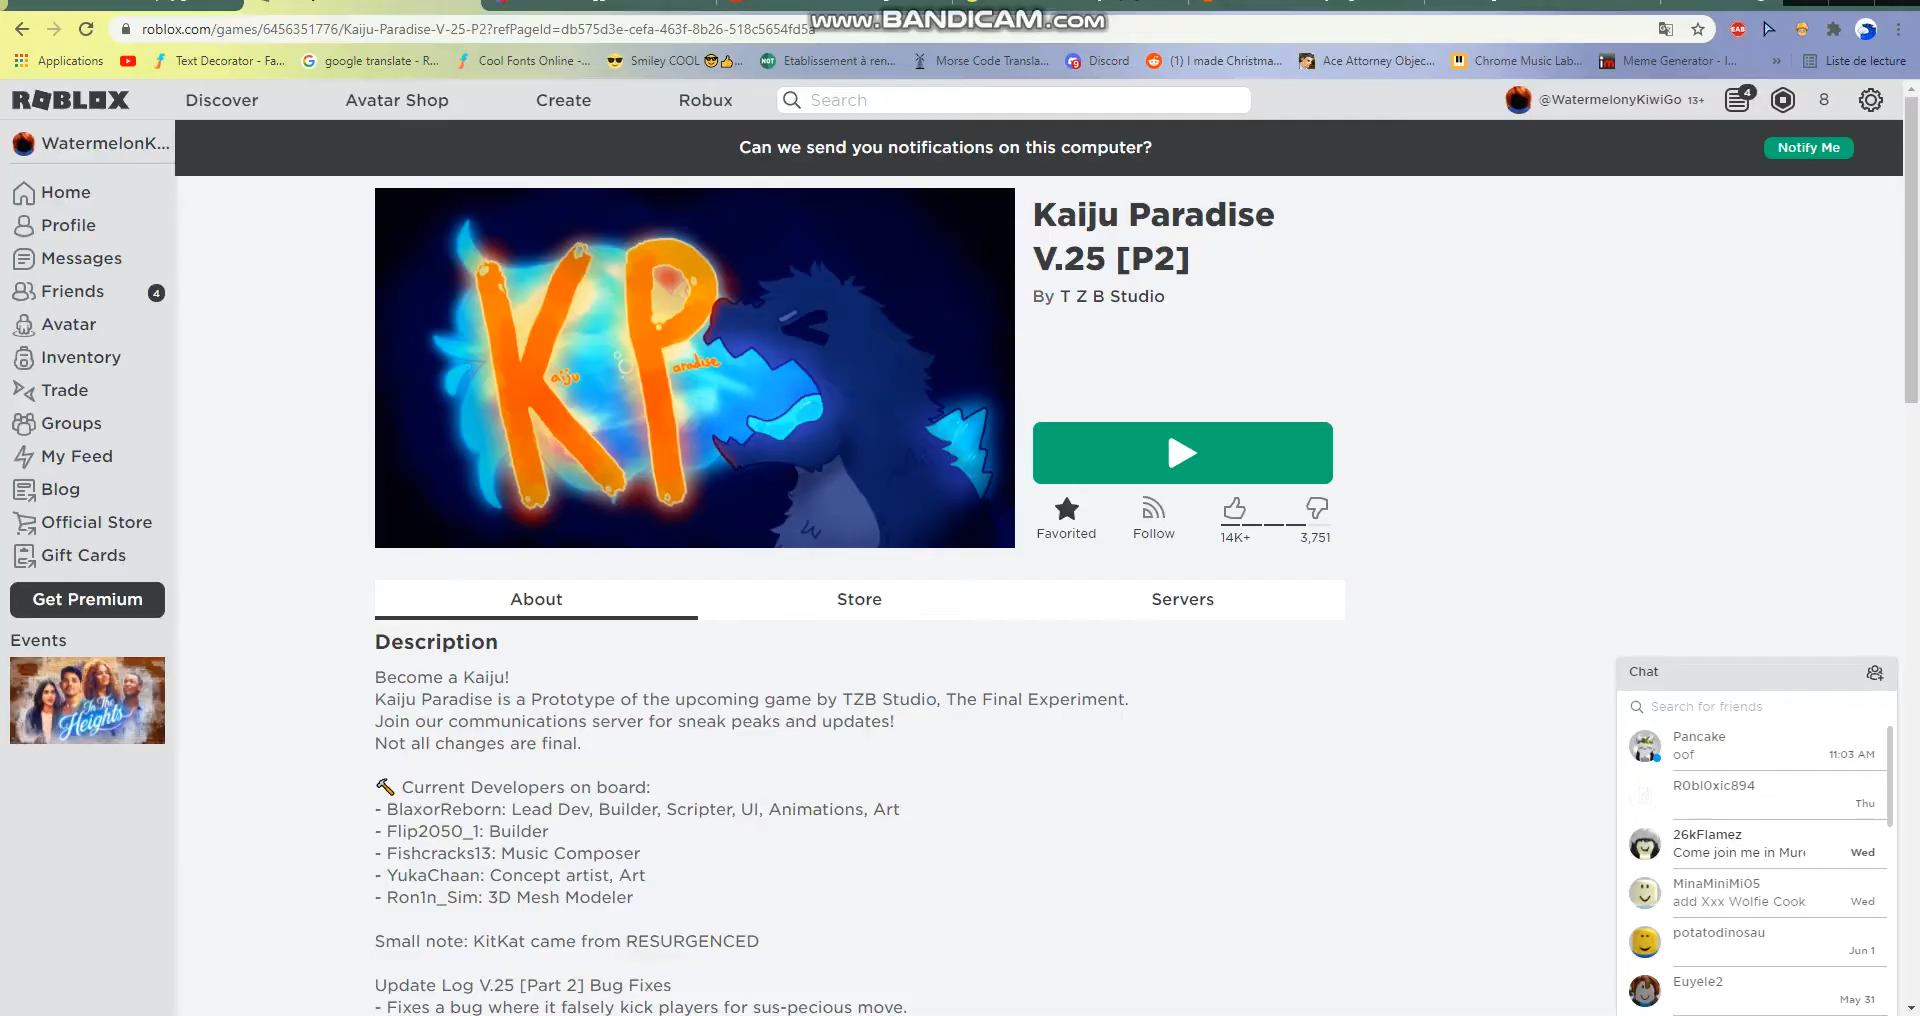 www.BANDICAM.com
roblox.com/games/6456351776/Kaiju-Paradise-V-25-P2?refPageId=db575d3e-cefa-463f-8b26-518c5654fd5a
Applications
Text Decorator - Fa...
google translate - R...
Cool Fonts Online -...
Smiley COOL 😎👍...
Etablissement à ren...
Morse Code Transla...
Discord
(1) I made Christma...
Ace Attorney Objec...
Chrome Music Lab...
Meme Generator - I...
»
Liste de lecture
ROBLOX
Discover
Avatar Shop
Create
Robux
Search
@WatermelonyKiwiGo 13+
4
8
WatermelonK...
Can we send you notifications on this computer?
Notify Me
Home
Profile
Messages
Friends 4
Avatar
Inventory
Trade
Groups
My Feed
Blog
Official Store
Gift Cards
Get Premium
Events
In The
Heights
Kaiju
Paradise
Kaiju Paradise
V.25 [P2]
By T Z B Studio
Favorited
Follow
14K+
3,751
About
Store
Servers
Description
Become a Kaiju!
Kaiju Paradise is a Prototype of the upcoming game by TZB Studio, The Final Experiment.
Join our communications server for sneak peaks and updates!
Not all changes are final.
🔨 Current Developers on board:
- BlaxorReborn: Lead Dev, Builder, Scripter, UI, Animations, Art
- Flip2050_1: Builder
- Fishcracks13: Music Composer
- YukaChaan: Concept artist, Art
- Ron1n_Sim: 3D Mesh Modeler
Small note: KitKat came from RESURGENCED
Update Log V.25 [Part 2] Bug Fixes
- Fixes a bug where it falsely kick players for sus-pecious move.
Chat
Search for friends
Pancake
oof
11:03 AM
R0bl0xic894
Thu
26kFlamez
Come join me in Mur
Wed
MinaMiniMi05
add Xxx Wolfie Cook
Wed
potatodinosau
Jun 1
Euyele2
May 31